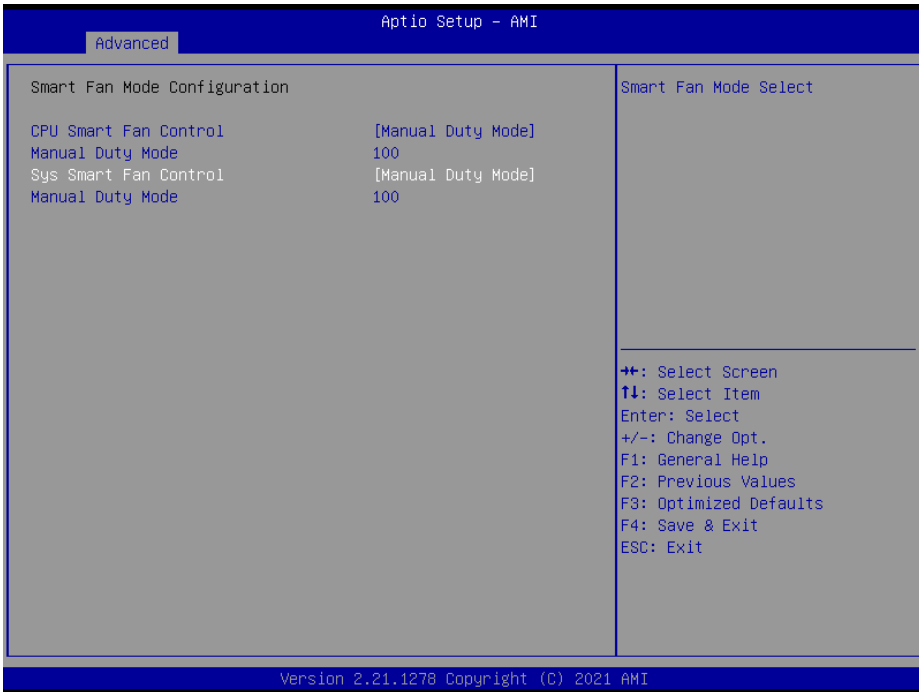 Aptio Setup – AMI
Advanced
Smart Fan Mode Configuration
CPU Smart Fan Control [Manual Duty Mode]
Manual Duty Mode 100
Sys Smart Fan Control [Manual Duty Mode]
Manual Duty Mode 100
Smart Fan Mode Select
→←: Select Screen
↑↓: Select Item
Enter: Select
+/-: Change Opt.
F1: General Help
F2: Previous Values
F3: Optimized Defaults
F4: Save & Exit
ESC: Exit
Version 2.21.1278 Copyright (C) 2021 AMI